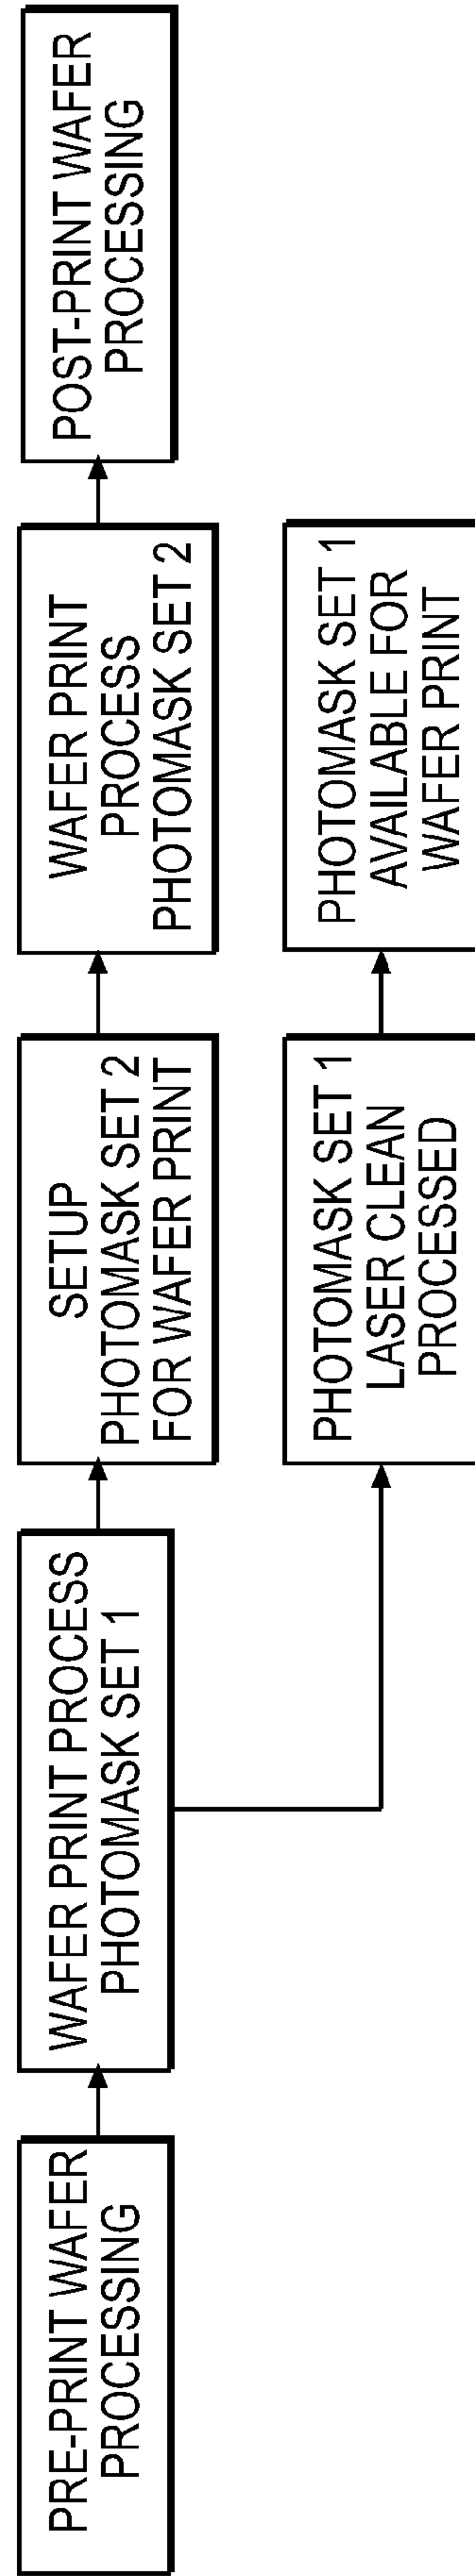 PRE-PRINT WAFER
PROCESSING
WAFER PRINT PROCESS
PHOTOMASK SET 1
SETUP
PHOTOMASK SET 2
FOR WAFER PRINT
WAFER PRINT
PROCESS
PHOTOMASK SET 2
POST-PRINT WAFER
PROCESSING
PHOTOMASK SET 1
LASER CLEAN
PROCESSED
PHOTOMASK SET 1
AVAILABLE FOR
WAFER PRINT